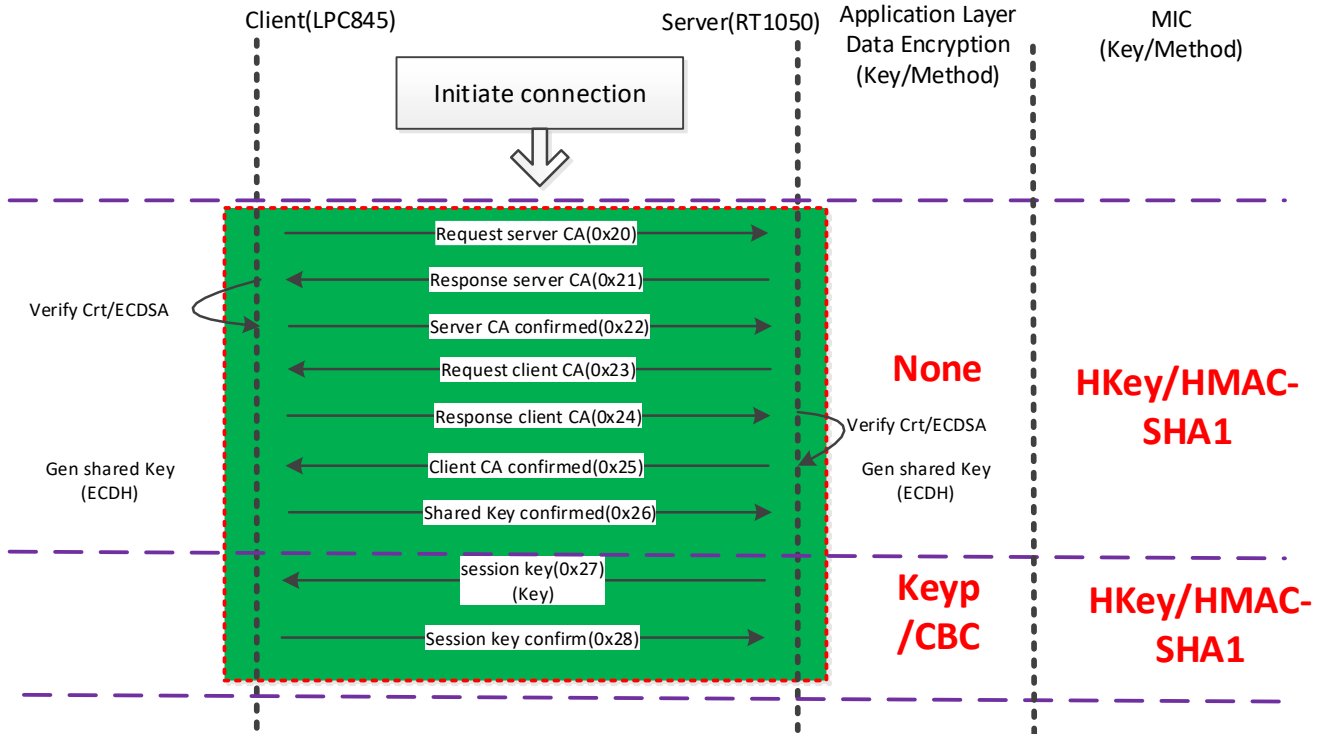 Client(LPC845)
Server(RT1050)
Application Layer
Data Encryption
(Key/Method)
MIC
(Key/Method)
Initiate connection
Request server CA(0x20)
Response server CA(0x21)
Verify Crt/ECDSA
Server CA confirmed(0x22)
Request client CA(0x23)
None
HKey/HMAC-
SHA1
Response client CA(0x24)
Verify Crt/ECDSA
Client CA confirmed(0x25)
Gen shared Key
(ECDH)
Gen shared Key
(ECDH)
Shared Key confirmed(0x26)
session key(0x27)
(Key)
Keyp
/CBC
HKey/HMAC-
SHA1
Session key confirm(0x28)